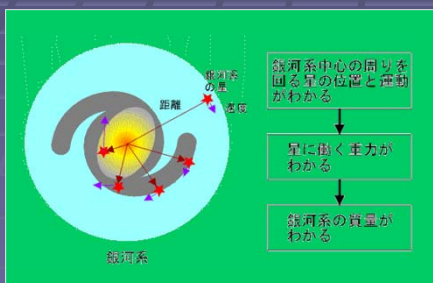 銀河系
の星
距離
速度
銀河系
銀河系中心の周りを
回る星の位置と運動
がわかる
星に働く重力が
わかる
銀河系の質量が
わかる